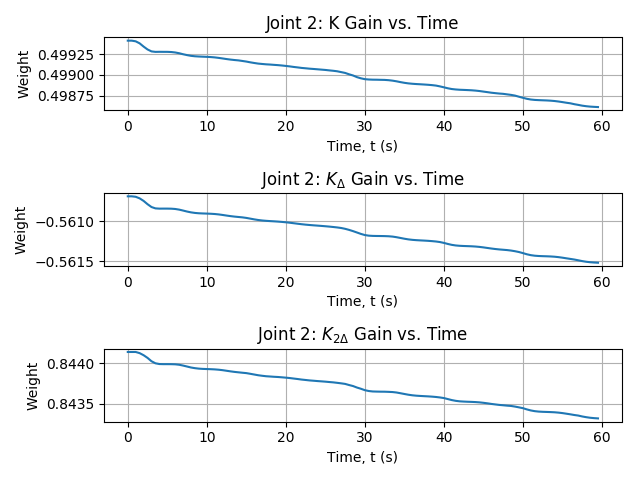 Joint 2: K Gain vs. Time
Weight
0.49925
0.49900
0.49875
0 10 20 30 40 50 60
Time, t (s)
Joint 2: K_Δ Gain vs. Time
Weight
−0.5610
−0.5615
0 10 20 30 40 50 60
Time, t (s)
Joint 2: K_2Δ Gain vs. Time
Weight
0.8440
0.8435
0 10 20 30 40 50 60
Time, t (s)